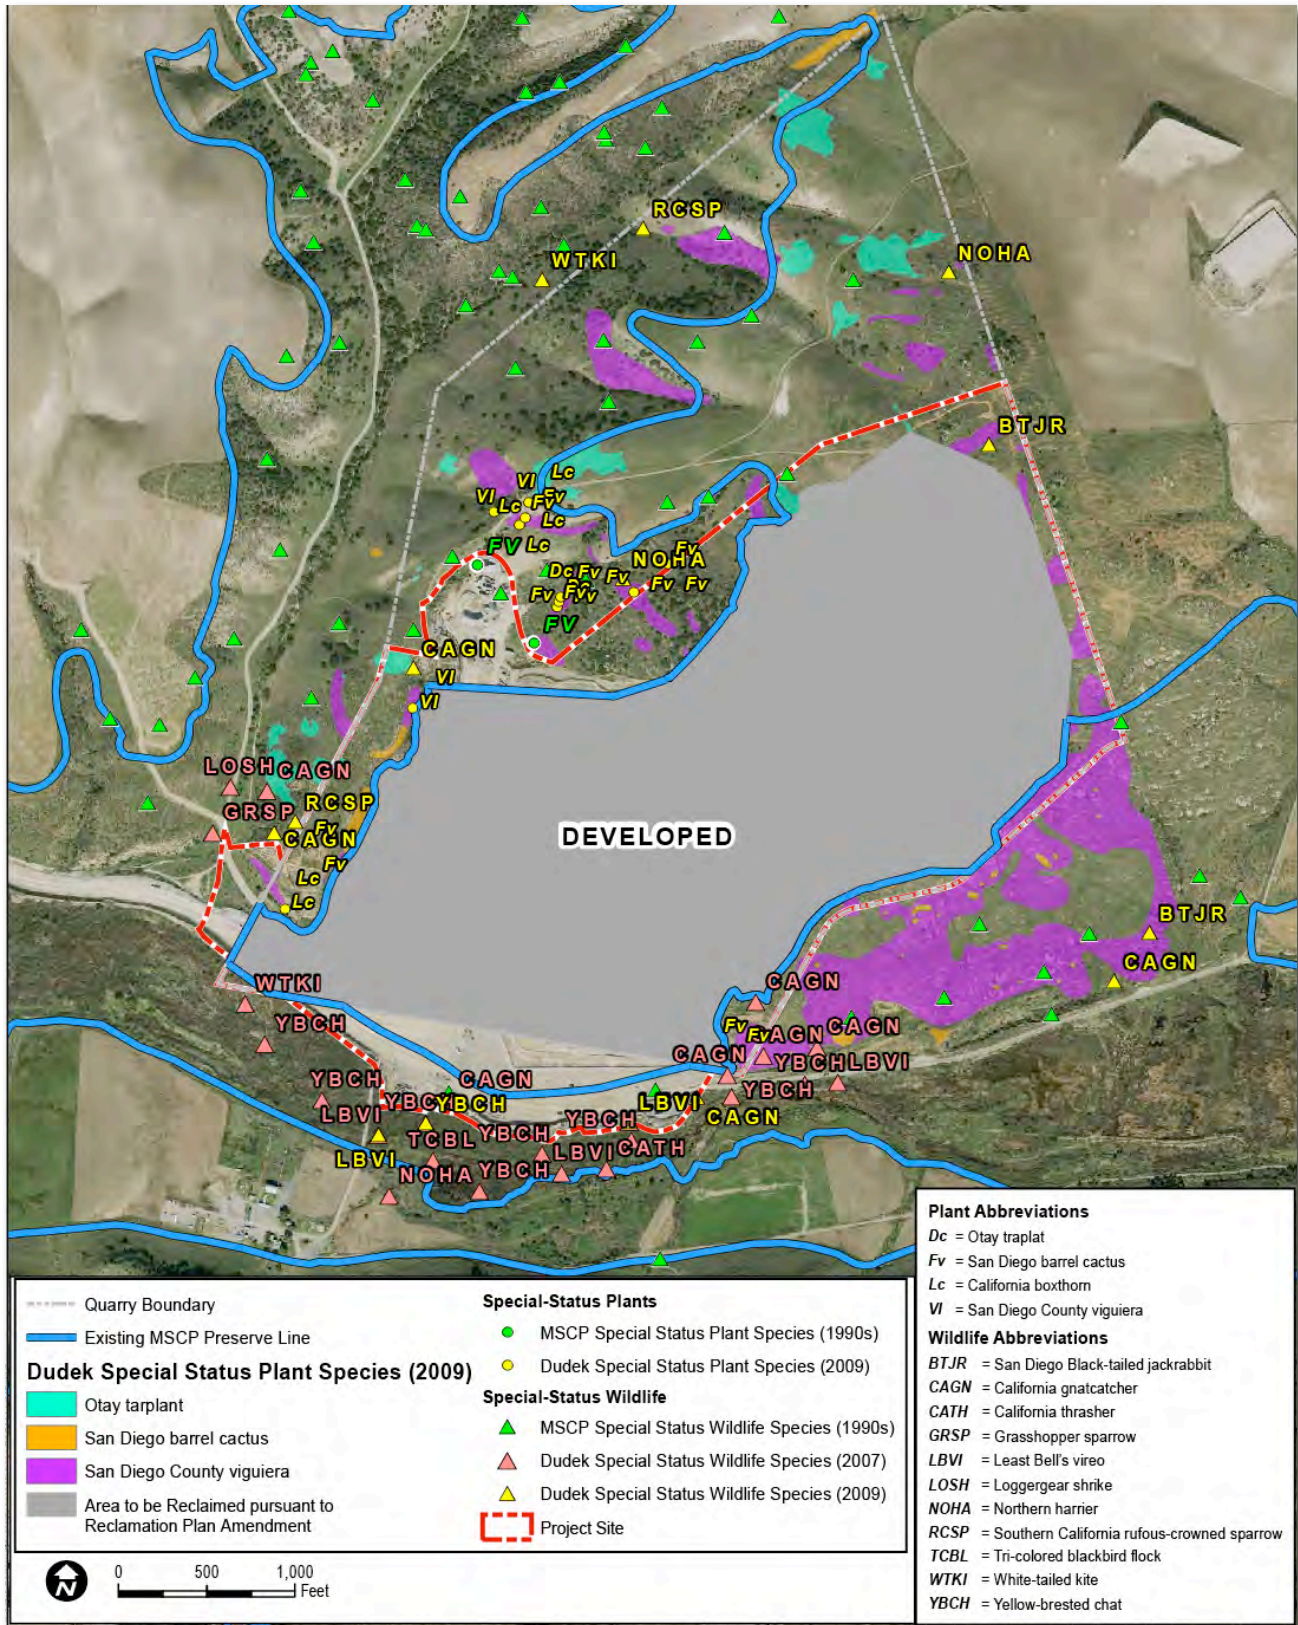 RCSP
NOHA
WTKI
BTJR
VI Lc
VI Fv
Lc Fv
Lc
Lc
FV
NOHA
Fv
Dc Fv Fv
Fv Fv
Fv Fv
FV
CAGN
VI
VI
LOSH CAGN
RCSP
GRSP
Fv
CAGN
Fv
Lc
Lc
DEVELOPED
BTJR
CAGN
WTKI
CAGN
YBCH
Fv
Fv
AGN CAGN
CAGN YBCH LBVI
YBCH CAGN
YBCH YBCH
LBVI YBCH
LBVI CAGN
YBCH
TCBL YBCH
LBVI CATH
LBVI
NOHA YBCH
Quarry Boundary
Existing MSCP Preserve Line
Dudek Special Status Plant Species (2009)
Otay tarplant
San Diego barrel cactus
San Diego County viguiera
Area to be Reclaimed pursuant to
Reclamation Plan Amendment
Special-Status Plants
MSCP Special Status Plant Species (1990s)
Dudek Special Status Plant Species (2009)
Special-Status Wildlife
MSCP Special Status Wildlife Species (1990s)
Dudek Special Status Wildlife Species (2007)
Dudek Special Status Wildlife Species (2009)
Project Site
N
0 500 1,000
Feet
Plant Abbreviations
Dc = Otay traplat
Fv = San Diego barrel cactus
Lc = California boxthorn
VI = San Diego County viguiera
Wildlife Abbreviations
BTJR = San Diego Black-tailed jackrabbit
CAGN = California gnatcatcher
CATH = California thrasher
GRSP = Grasshopper sparrow
LBVI = Least Bell's vireo
LOSH = Loggergear shrike
NOHA = Northern harrier
RCSP = Southern California rufous-crowned sparrow
TCBL = Tri-colored blackbird flock
WTKI = White-tailed kite
YBCH = Yellow-brested chat